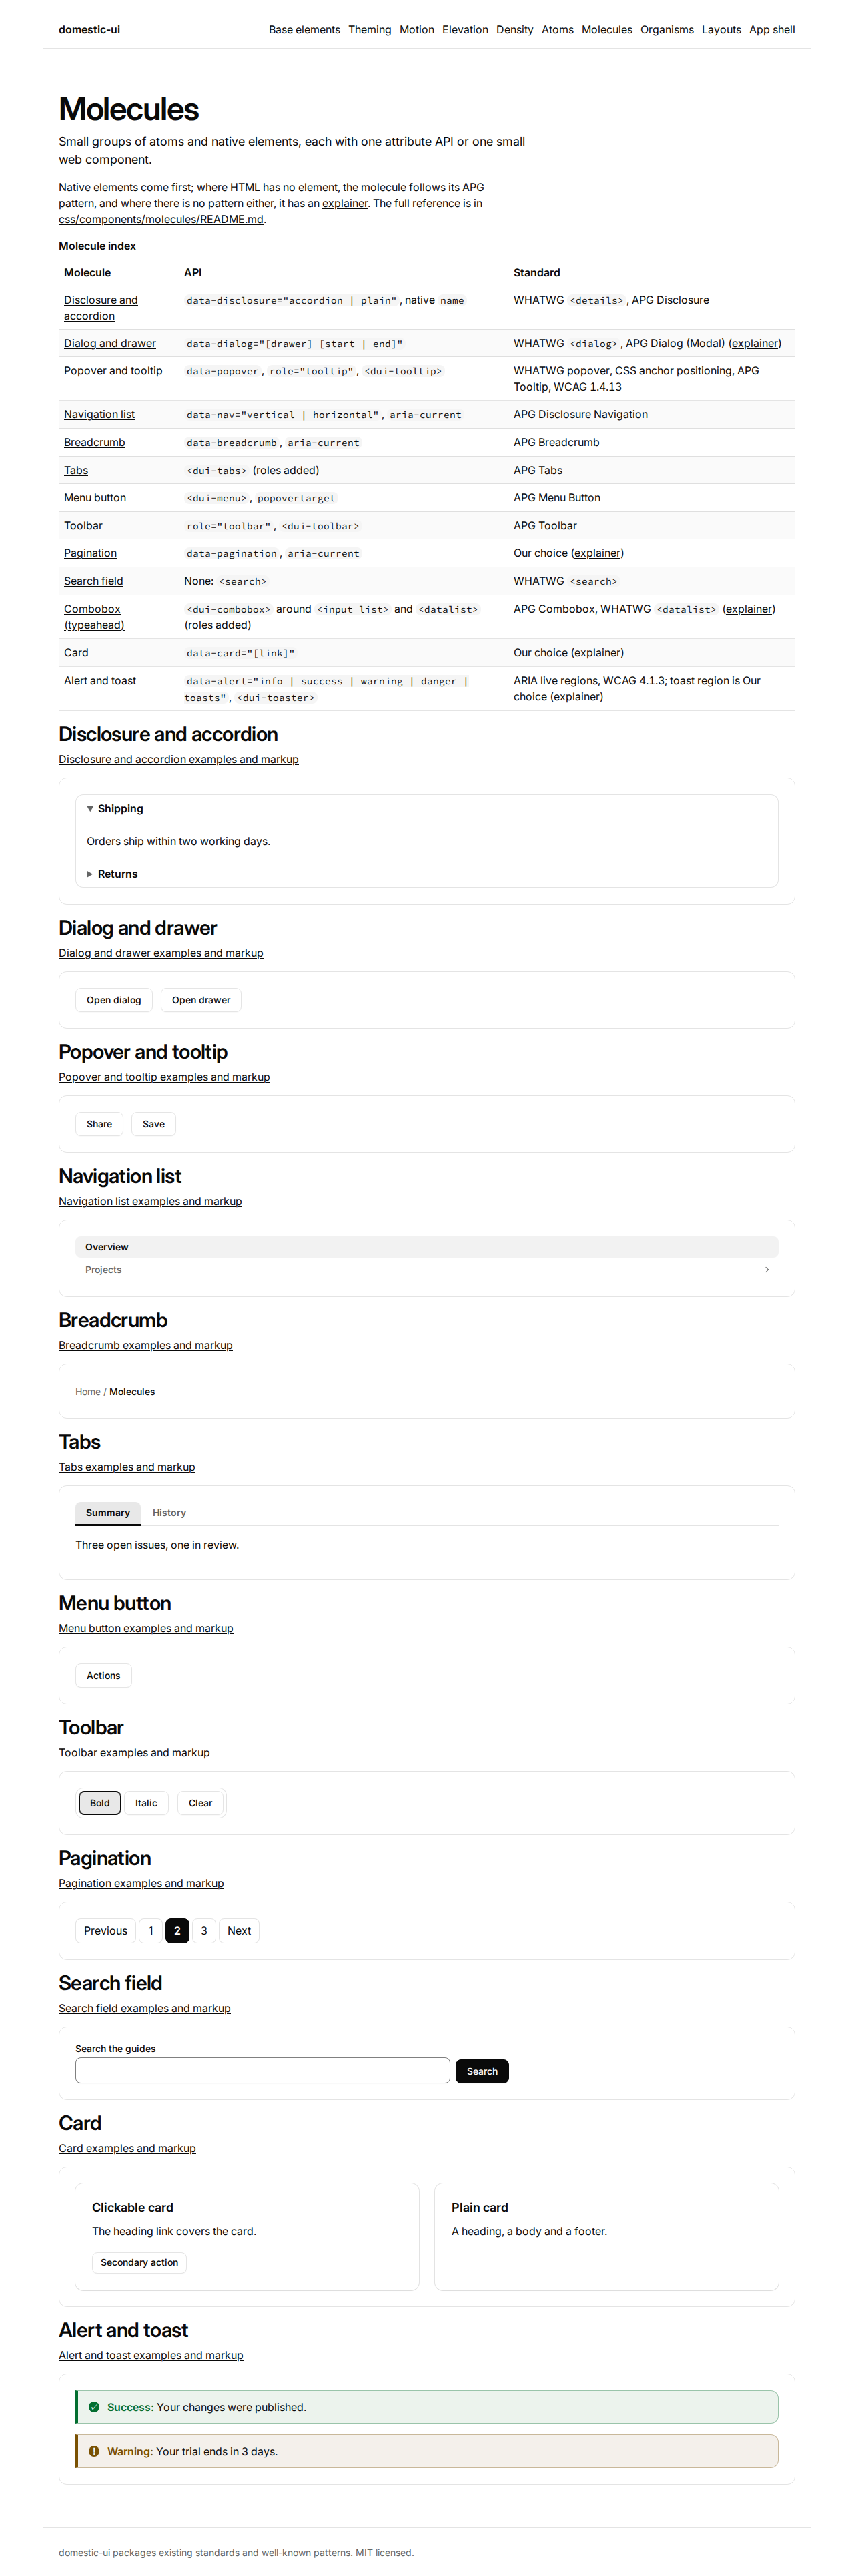 domestic-ui
Base elements Theming Motion Elevation Density Atoms Molecules Organisms Layouts App shell
Molecules
Small groups of atoms and native elements, each with one attribute API or one small
web component.
Native elements come first; where HTML has no element, the molecule follows its APG
pattern, and where there is no pattern either, it has an explainer. The full reference is in
css/components/molecules/README.md.
Molecule index
Molecule API Standard
Disclosure and
accordion
data-disclosure="accordion | plain", native name
WHATWG <details>, APG Disclosure
Dialog and drawer data-dialog="[drawer] [start | end]" WHATWG <dialog>, APG Dialog (Modal) (explainer)
Popover and tooltip data-popover, role="tooltip", <dui-tooltip>
WHATWG popover, CSS anchor positioning, APG
Tooltip, WCAG 1.4.13
Navigation list data-nav="vertical | horizontal", aria-current APG Disclosure Navigation
Breadcrumb data-breadcrumb, aria-current APG Breadcrumb
Tabs <dui-tabs> (roles added) APG Tabs
Menu button <dui-menu>, popovertarget APG Menu Button
Toolbar role="toolbar", <dui-toolbar> APG Toolbar
Pagination data-pagination, aria-current Our choice (explainer)
Search field None: <search> WHATWG <search>
Combobox
(typeahead)
<dui-combobox> around <input list> and <datalist>
(roles added)
APG Combobox, WHATWG <datalist> (explainer)
Card data-card="[link]" Our choice (explainer)
Alert and toast
data-alert="info | success | warning | danger |
toasts", <dui-toaster>
ARIA live regions, WCAG 4.1.3; toast region is Our
choice (explainer)
Disclosure and accordion
Disclosure and accordion examples and markup
Shipping
Orders ship within two working days.
Returns
Dialog and drawer
Dialog and drawer examples and markup
Open dialog Open drawer
Popover and tooltip
Popover and tooltip examples and markup
Share Save
Navigation list
Navigation list examples and markup
Overview
Projects
Breadcrumb
Breadcrumb examples and markup
Home / Molecules
Tabs
Tabs examples and markup
Summary History
Three open issues, one in review.
Menu button
Menu button examples and markup
Actions
Toolbar
Toolbar examples and markup
Bold Italic Clear
Pagination
Pagination examples and markup
Previous 1 2 3 Next
Search field
Search field examples and markup
Search the guides
Search
Card
Card examples and markup
Clickable card
The heading link covers the card.
Secondary action
Plain card
A heading, a body and a footer.
Alert and toast
Alert and toast examples and markup
Success: Your changes were published.
Warning: Your trial ends in 3 days.
domestic-ui packages existing standards and well-known patterns. MIT licensed.